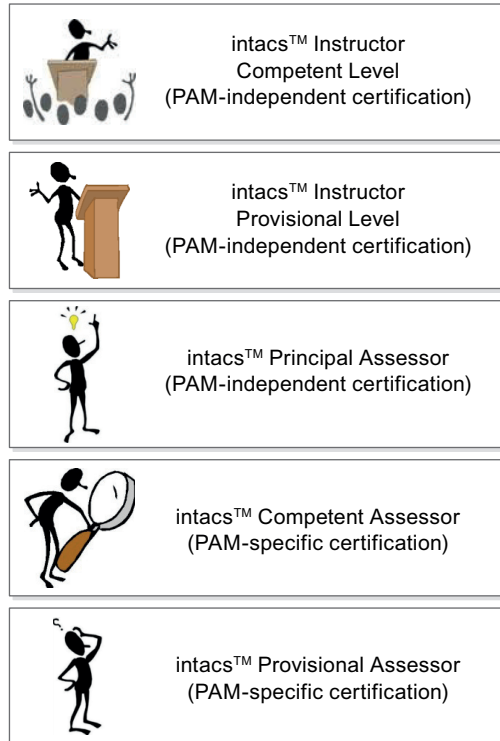 intacs™ Instructor
Competent Level
(PAM-independent certification)
intacs™ Instructor
Provisional Level
(PAM-independent certification)
intacs™ Principal Assessor
(PAM-independent certification)
intacs™ Competent Assessor
(PAM-specific certification)
?
intacs™ Provisional Assessor
(PAM-specific certification)